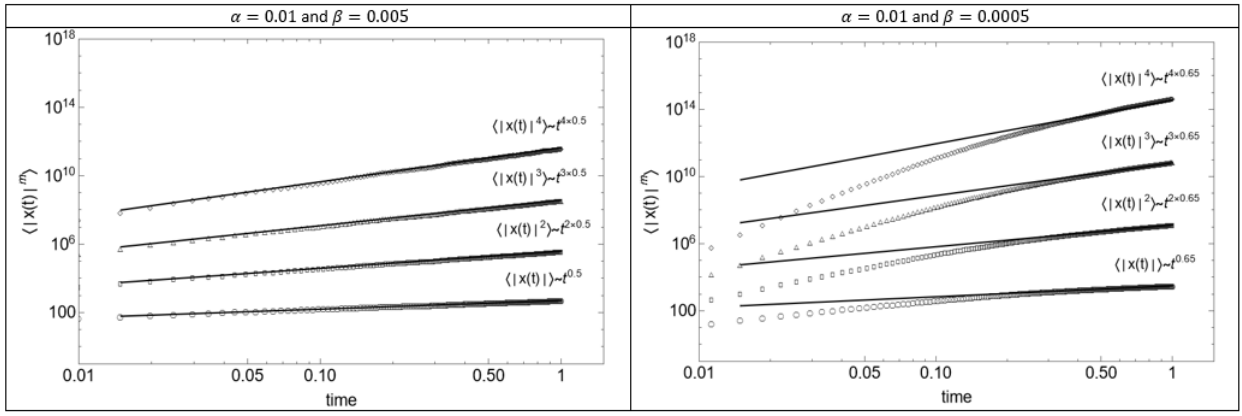 α = 0.01 and β = 0.005
⟨|x(t)|^m⟩
10^18
10^14
10^10
10^6
100
⟨|x(t)|^4⟩~t^4×0.5
⟨|x(t)|^3⟩~t^3×0.5
⟨|x(t)|^2⟩~t^2×0.5
⟨|x(t)|⟩~t^0.5
0.01 0.05 0.10 0.50 1
time
α = 0.01 and β = 0.0005
⟨|x(t)|^m⟩
10^18
10^14
10^10
10^6
100
⟨|x(t)|^4⟩~t^4×0.65
⟨|x(t)|^3⟩~t^3×0.65
⟨|x(t)|^2⟩~t^2×0.65
⟨|x(t)|⟩~t^0.65
0.01 0.05 0.10 0.50 1
time